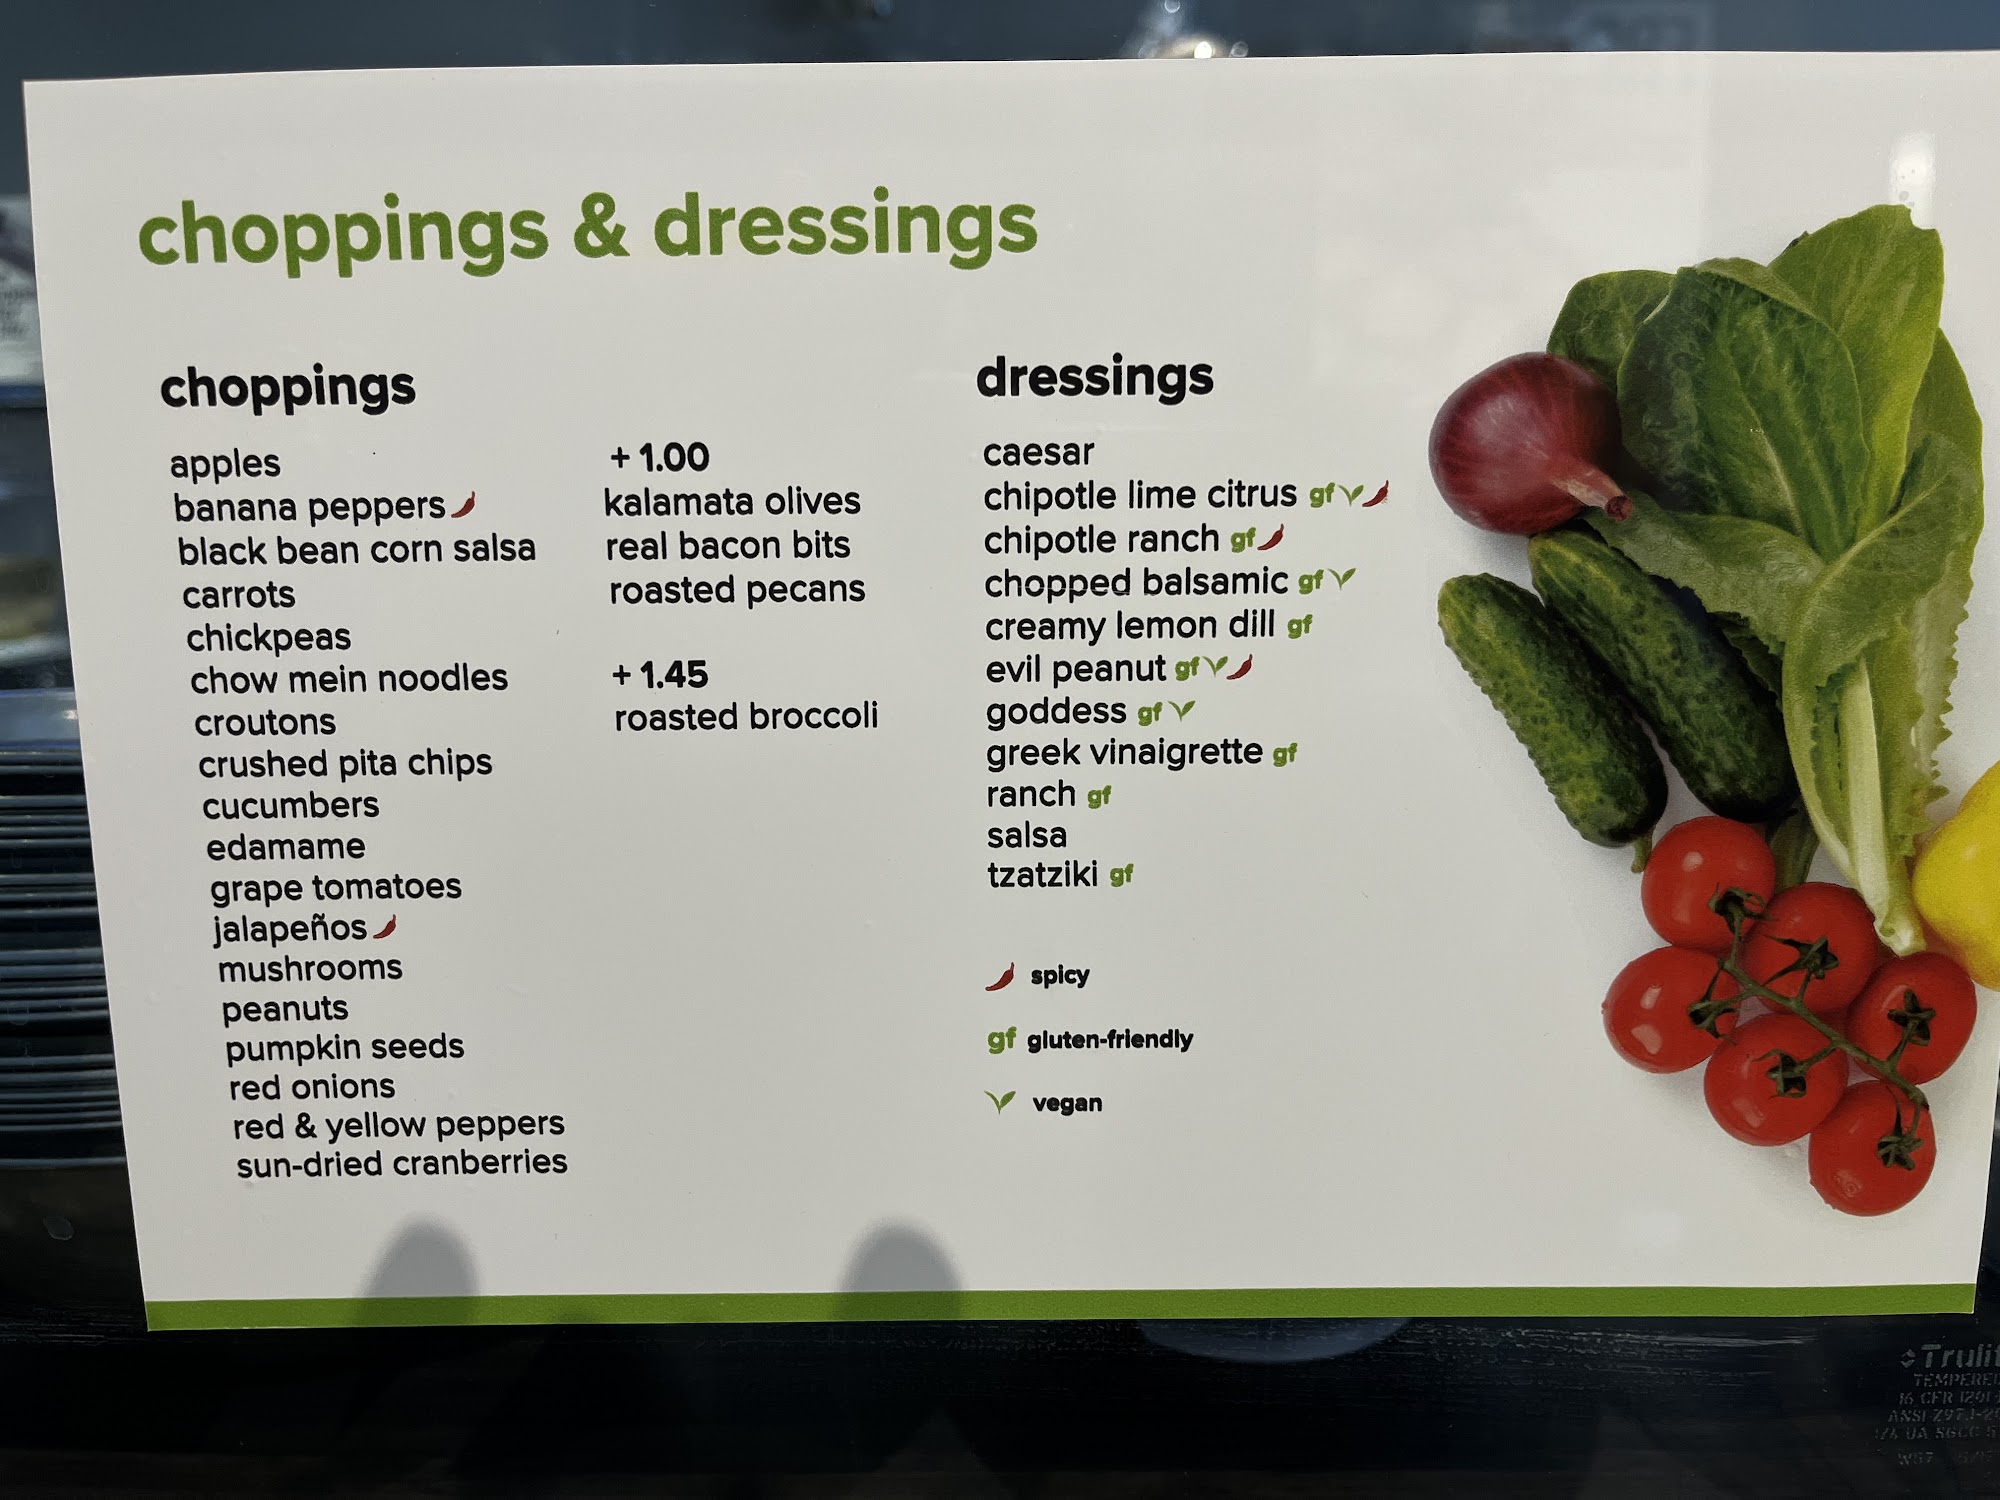 choppings & dressings
choppings
apples
banana peppers
black bean corn salsa
carrots
chickpeas
chow mein noodles
croutons
crushed pita chips
cucumbers
edamame
grape tomatoes
jalapeños
mushrooms
peanuts
pumpkin seeds
red onions
red & yellow peppers
sun-dried cranberries
+ 1.00
kalamata olives
real bacon bits
roasted pecans
+ 1.45
roasted broccoli
dressings
caesar
chipotle lime citrus gf
chipotle ranch gf
chopped balsamic gf
creamy lemon dill gf
evil peanut gf
goddess gf
greek vinaigrette gf
ranch gf
salsa
tzatziki gf
spicy
gf gluten-friendly
vegan
16 CFR